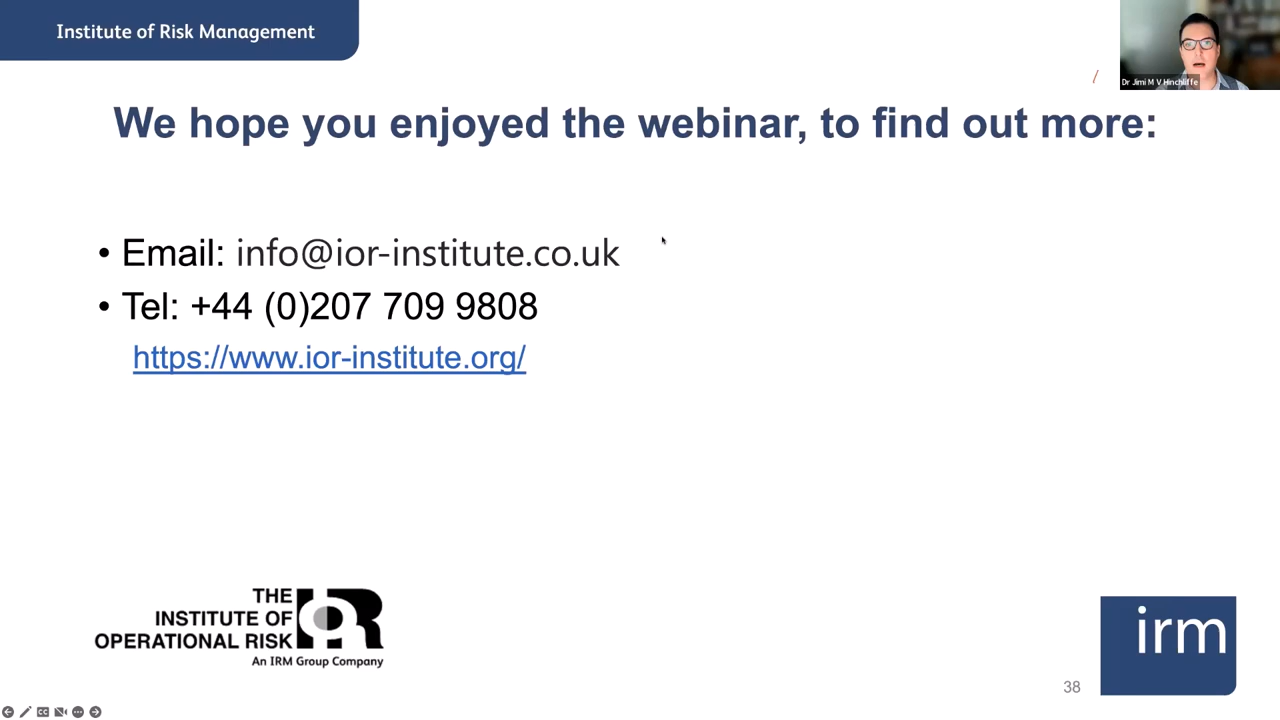 Institute of Risk Management
Dr Jimi M V Hinchliffe
We hope you enjoyed the webinar, to find out more:
• Email: info@ior-institute.co.uk
• Tel: +44 (0)207 709 9808
https://www.ior-institute.org/
THE
INSTITUTE OF
OPERATIONAL RISK
IOR
An IRM Group Company
irm
38